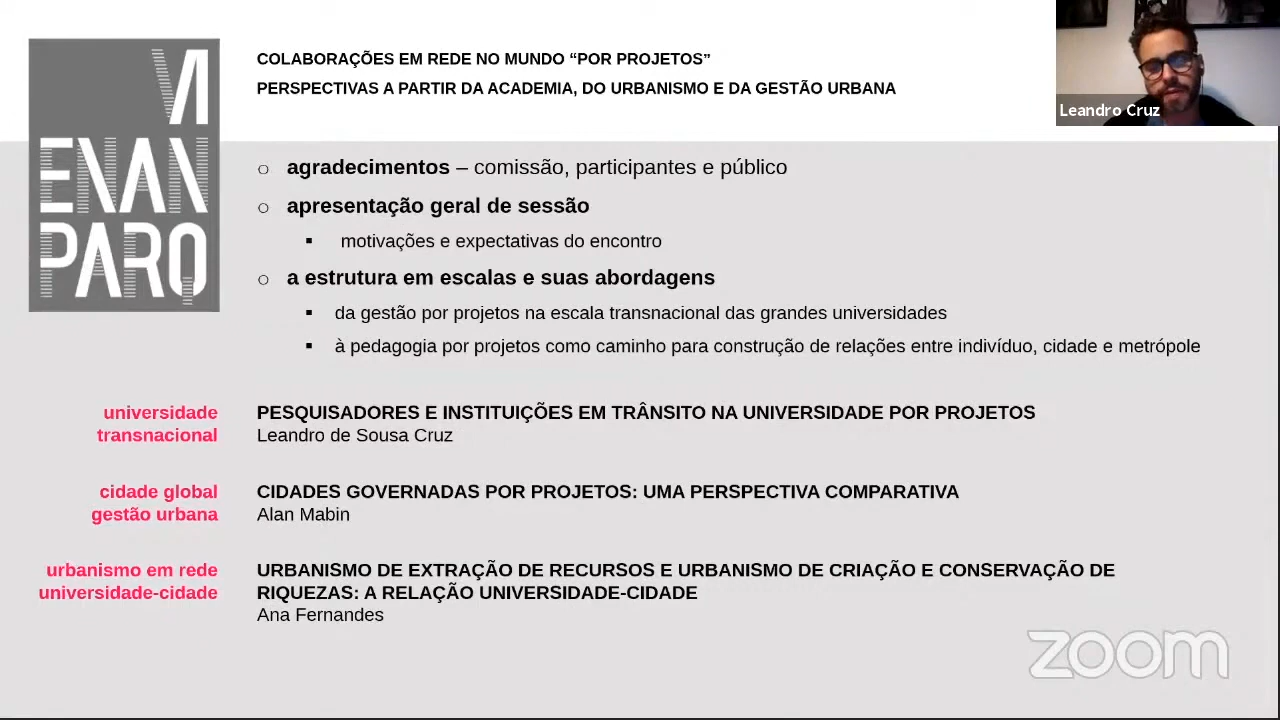 VI
ENAN
PARQ
COLABORAÇÕES EM REDE NO MUNDO “POR PROJETOS”
PERSPECTIVAS A PARTIR DA ACADEMIA, DO URBANISMO E DA GESTÃO URBANA
Leandro Cruz
agradecimentos – comissão, participantes e público
apresentação geral de sessão
motivações e expectativas do encontro
a estrutura em escalas e suas abordagens
da gestão por projetos na escala transnacional das grandes universidades
à pedagogia por projetos como caminho para construção de relações entre indivíduo, cidade e metrópole
universidade
transnacional
PESQUISADORES E INSTITUIÇÕES EM TRÂNSITO NA UNIVERSIDADE POR PROJETOS
Leandro de Sousa Cruz
cidade global
gestão urbana
CIDADES GOVERNADAS POR PROJETOS: UMA PERSPECTIVA COMPARATIVA
Alan Mabin
urbanismo em rede
universidade-cidade
URBANISMO DE EXTRAÇÃO DE RECURSOS E URBANISMO DE CRIAÇÃO E CONSERVAÇÃO DE
RIQUEZAS: A RELAÇÃO UNIVERSIDADE-CIDADE
Ana Fernandes
zoom